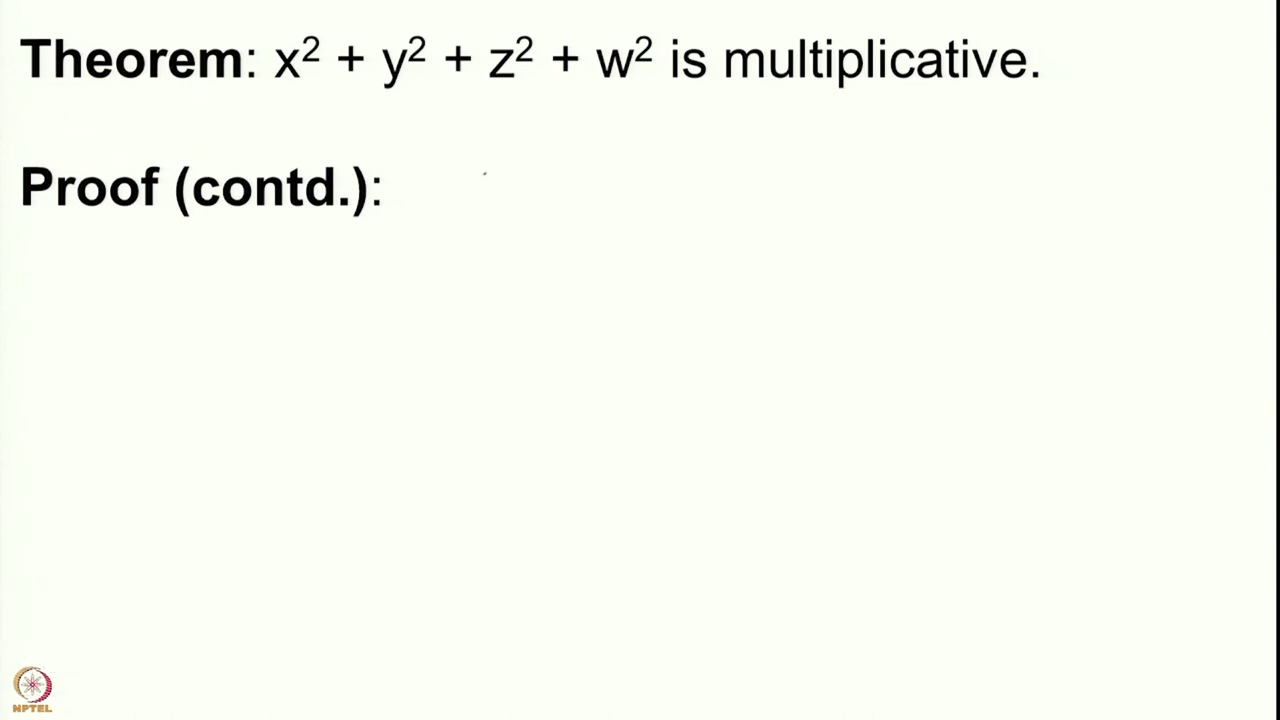 Theorem: x² + y² + z² + w² is multiplicative.
Proof (contd.):
NPTEL